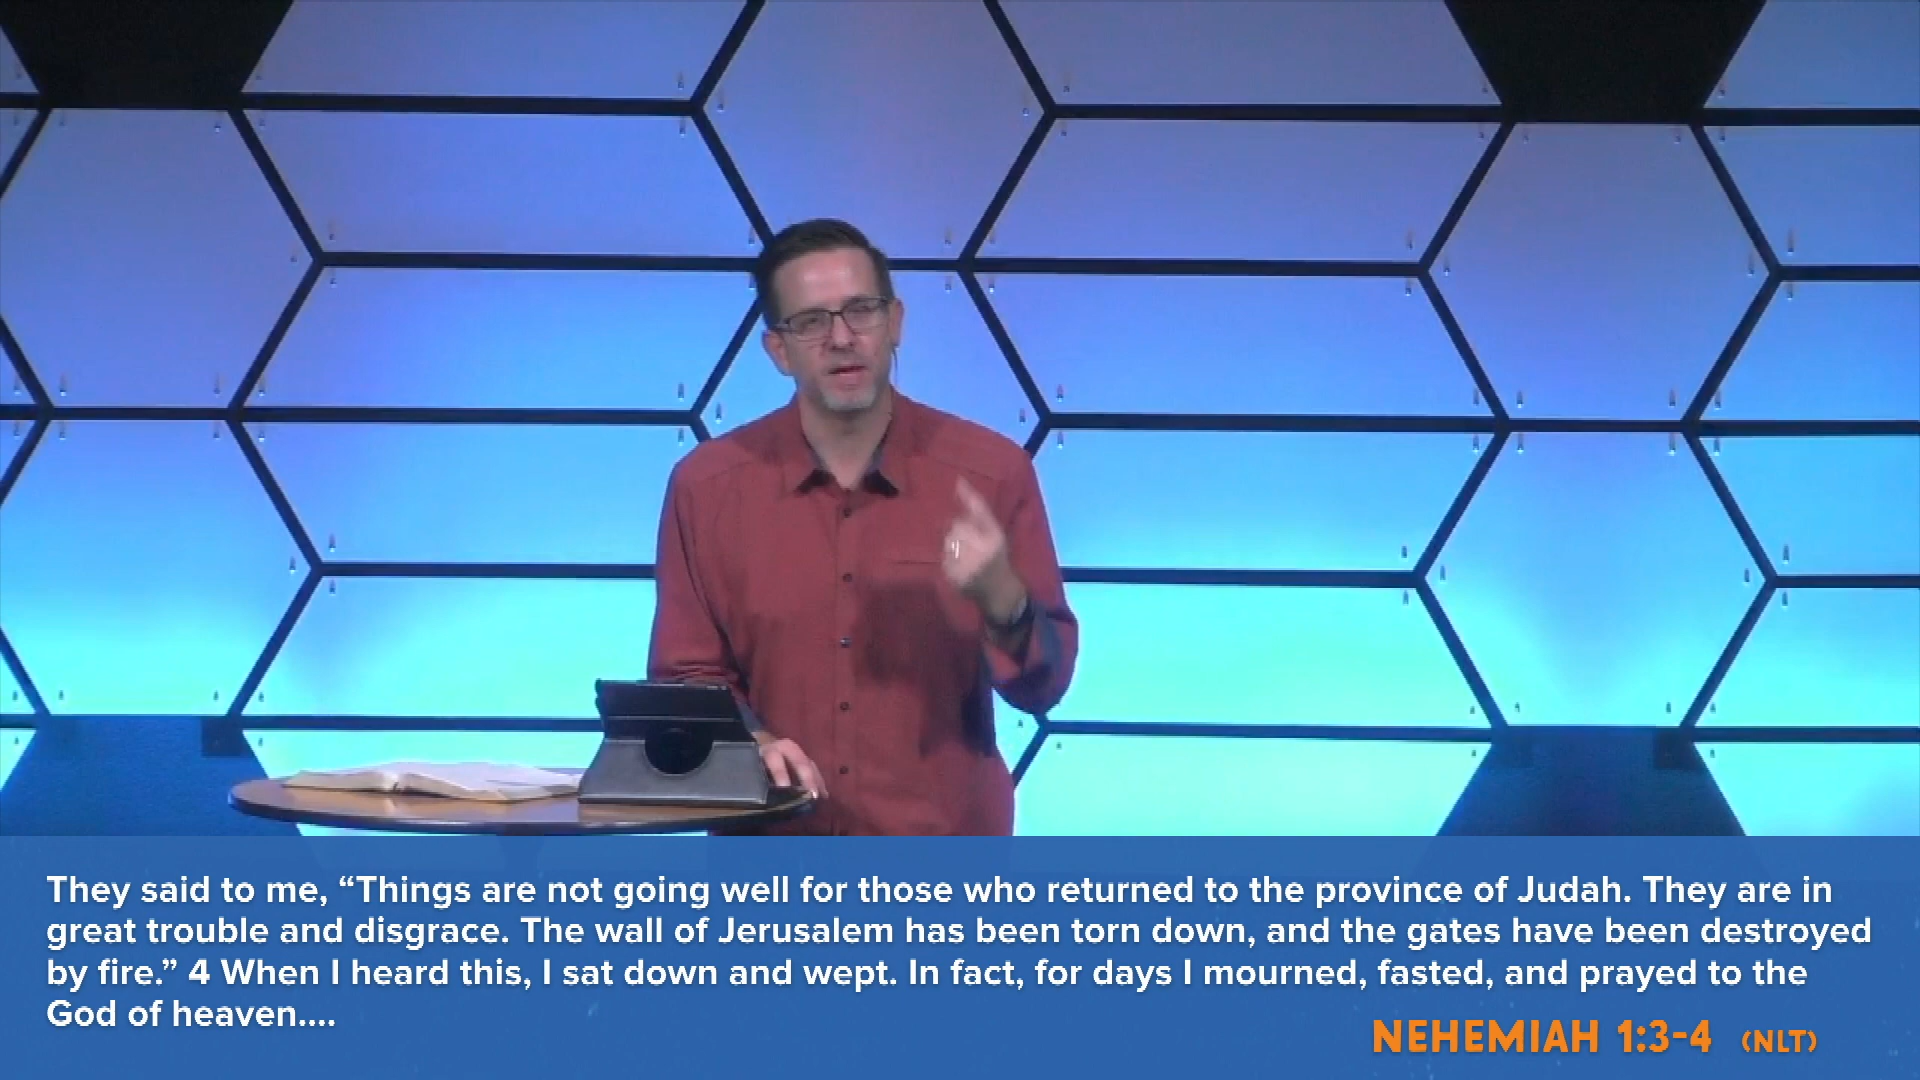 They said to me, “Things are not going well for those who returned to the province of Judah. They are in
great trouble and disgrace. The wall of Jerusalem has been torn down, and the gates have been destroyed
by fire.” 4 When I heard this, I sat down and wept. In fact, for days I mourned, fasted, and prayed to the
God of heaven....
NEHEMIAH 1:3-4 (NLT)